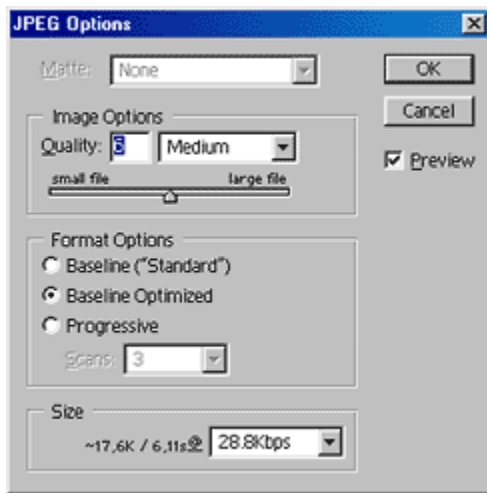 JPEG Options
Matte: None
OK
Image Options
Cancel
Quality: 6 Medium
Preview
small file large file
Format Options
Baseline ("Standard")
Baseline Optimized
Progressive
Scans: 3
Size
~17,6K / 6,11s 28.8Kbps